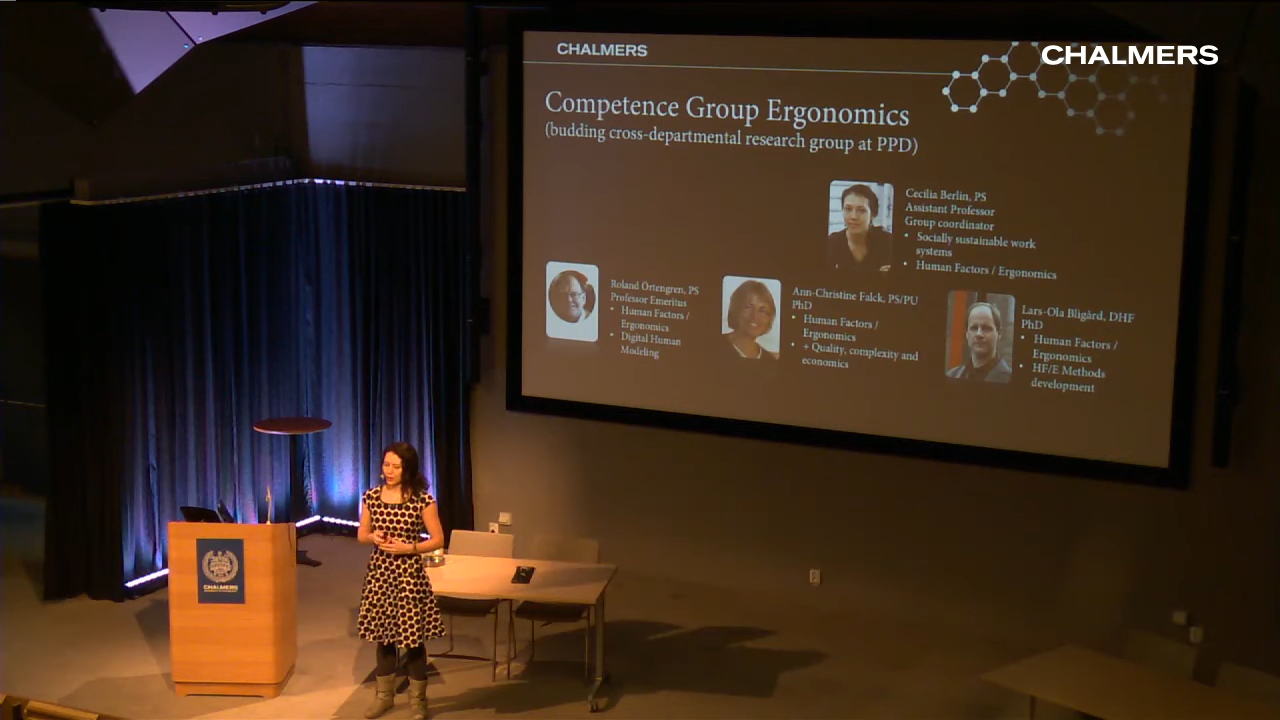 CHALMERS
CHALMERS
Competence Group Ergonomics
(budding cross-departmental research group at PPD)
Cecilia Berlin, PS
Assistant Professor
Group coordinator
• Socially sustainable work
systems
• Human Factors / Ergonomics
Roland Örtengren, PS
Professor Emeritus
• Human Factors /
Ergonomics
• Digital Human
Modeling
Ann-Christine Falck, PS/PU
PhD
• Human Factors /
Ergonomics
• + Quality, complexity and
economics
Lars-Ola Bligård, DHF
PhD
• Human Factors /
Ergonomics
• HF/E Methods
development
CHALMERS